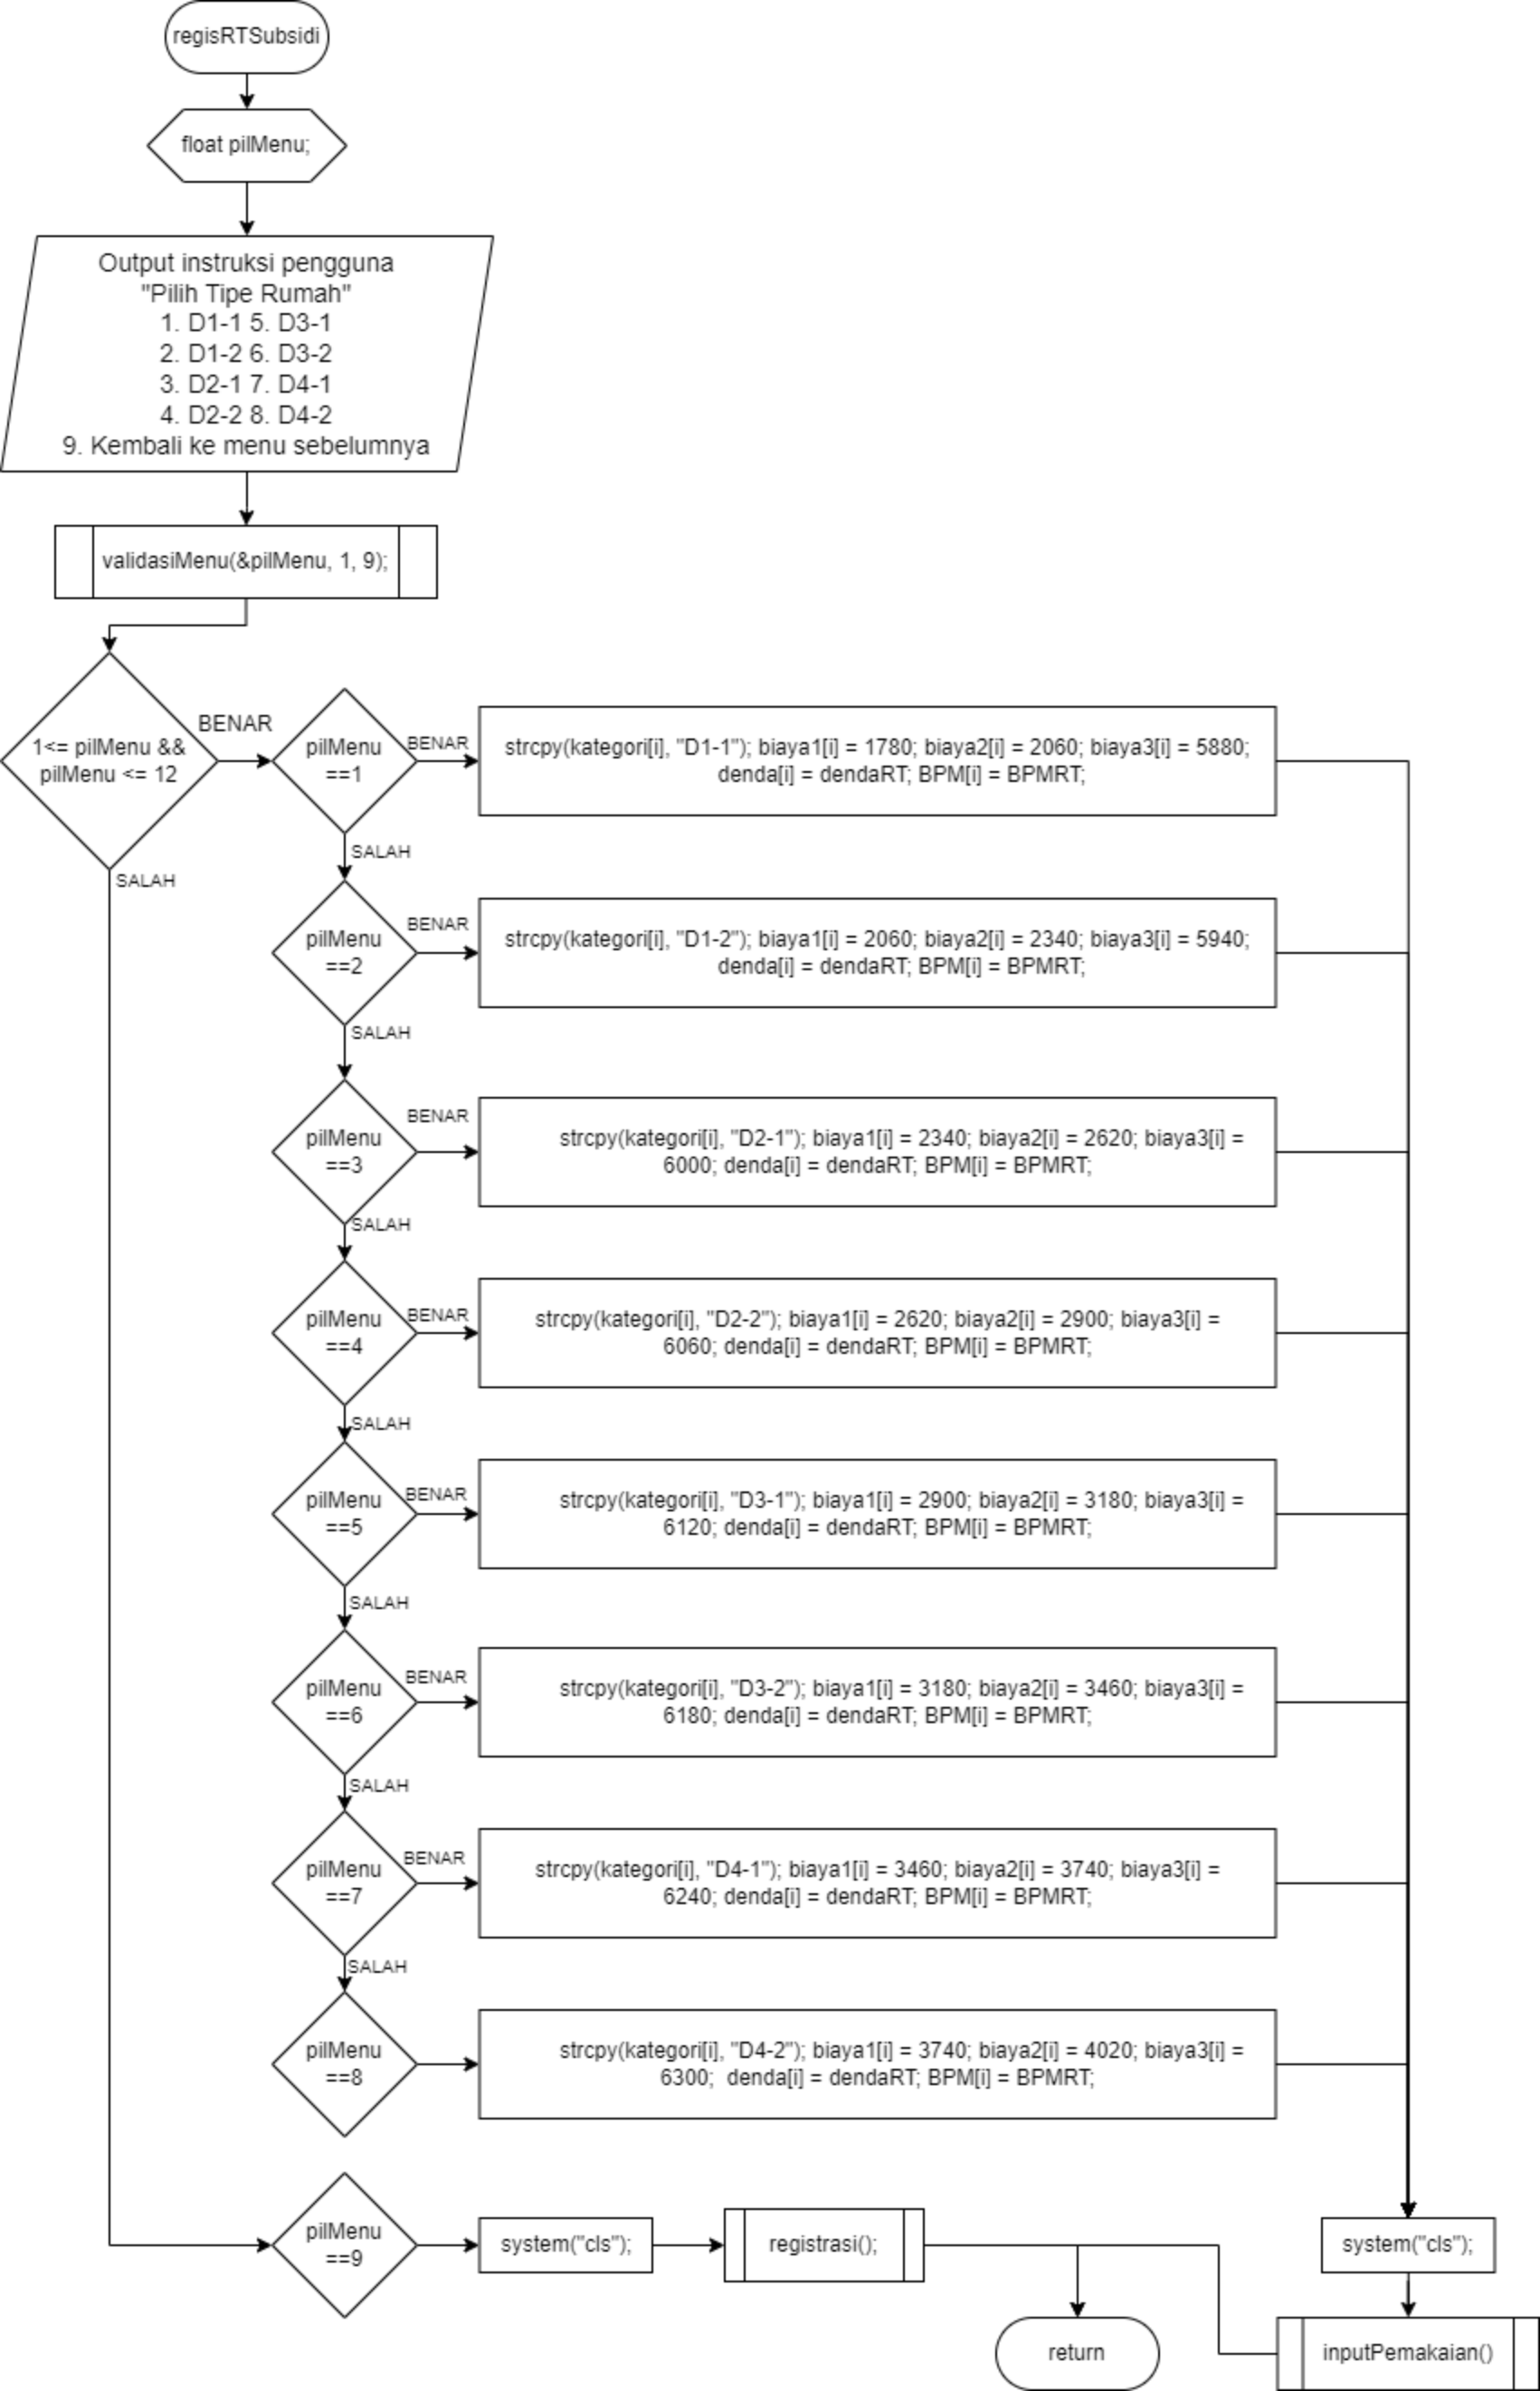 regisRTSubsidi
float pilMenu;
Output instruksi pengguna
"Pilih Tipe Rumah"
1. D1-1 5. D3-1
2. D1-2 6. D3-2
3. D2-1 7. D4-1
4. D2-2 8. D4-2
9. Kembali ke menu sebelumnya
validasiMenu(&pilMenu, 1, 9);
1<= pilMenu &&
pilMenu <= 12
BENAR
SALAH
pilMenu
==1
BENAR
strcpy(kategori[i], "D1-1"); biaya1[i] = 1780; biaya2[i] = 2060; biaya3[i] = 5880;
denda[i] = dendaRT; BPM[i] = BPMRT;
SALAH
pilMenu
==2
BENAR
strcpy(kategori[i], "D1-2"); biaya1[i] = 2060; biaya2[i] = 2340; biaya3[i] = 5940;
denda[i] = dendaRT; BPM[i] = BPMRT;
SALAH
pilMenu
==3
BENAR
strcpy(kategori[i], "D2-1"); biaya1[i] = 2340; biaya2[i] = 2620; biaya3[i] =
6000; denda[i] = dendaRT; BPM[i] = BPMRT;
SALAH
pilMenu
==4
BENAR
strcpy(kategori[i], "D2-2"); biaya1[i] = 2620; biaya2[i] = 2900; biaya3[i] =
6060; denda[i] = dendaRT; BPM[i] = BPMRT;
SALAH
pilMenu
==5
BENAR
strcpy(kategori[i], "D3-1"); biaya1[i] = 2900; biaya2[i] = 3180; biaya3[i] =
6120; denda[i] = dendaRT; BPM[i] = BPMRT;
SALAH
pilMenu
==6
BENAR
strcpy(kategori[i], "D3-2"); biaya1[i] = 3180; biaya2[i] = 3460; biaya3[i] =
6180; denda[i] = dendaRT; BPM[i] = BPMRT;
SALAH
pilMenu
==7
BENAR
strcpy(kategori[i], "D4-1"); biaya1[i] = 3460; biaya2[i] = 3740; biaya3[i] =
6240; denda[i] = dendaRT; BPM[i] = BPMRT;
SALAH
pilMenu
==8
strcpy(kategori[i], "D4-2"); biaya1[i] = 3740; biaya2[i] = 4020; biaya3[i] =
6300; denda[i] = dendaRT; BPM[i] = BPMRT;
pilMenu
==9
system("cls");
registrasi();
system("cls");
return
inputPemakaian()